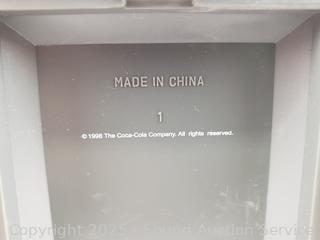 MADE IN CHINA
1
© 1998 The Coca-Cola Company. All rights reserved.
Copyright 2025 - Sound Auction Service